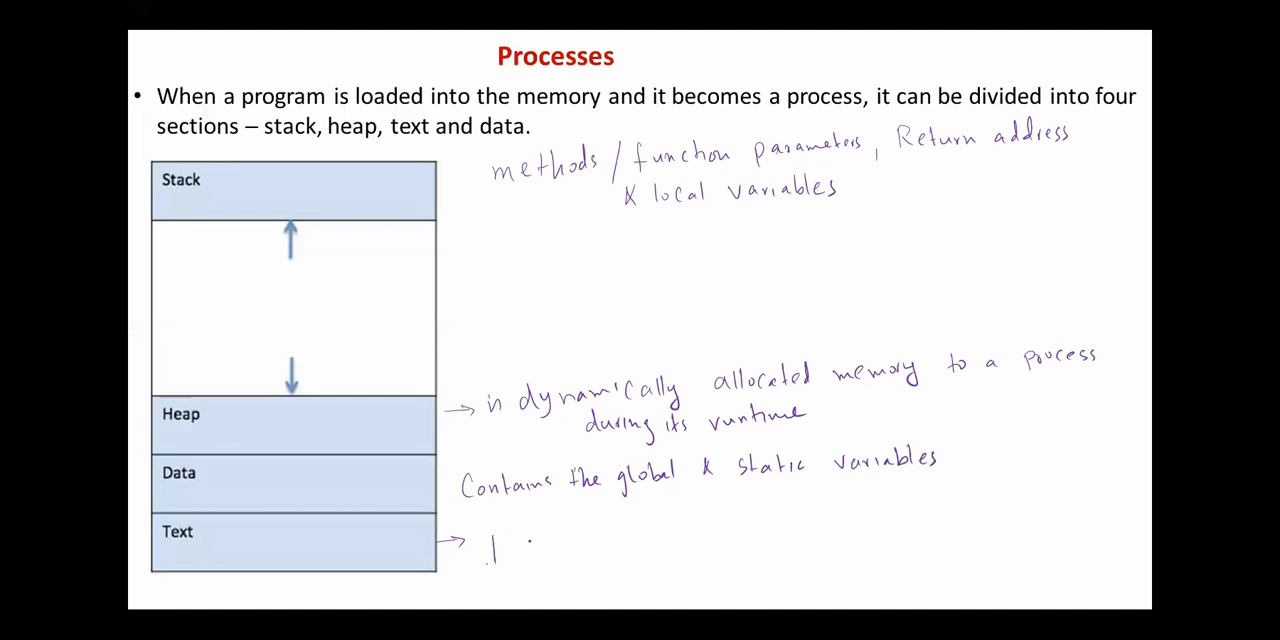 Processes
• When a program is loaded into the memory and it becomes a process, it can be divided into four
sections – stack, heap, text and data.
methods / function parameters, Return address
& local variables
Stack
→ is dynamically allocated memory to a process
during its runtime
Heap
Contains the global & static variables
Data
Text
→